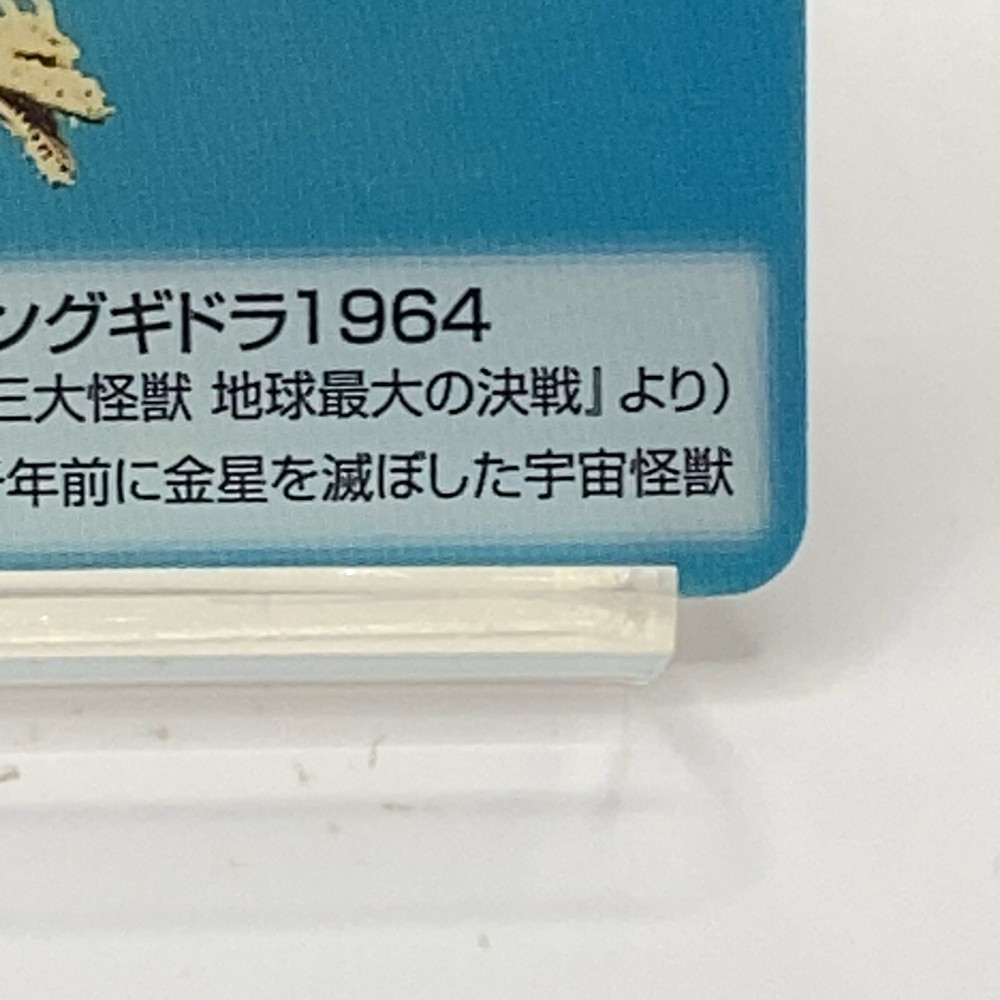 ングギドラ1964
三大怪獣 地球最大の決戦』より）
年前に金星を滅ぼした宇宙怪獣